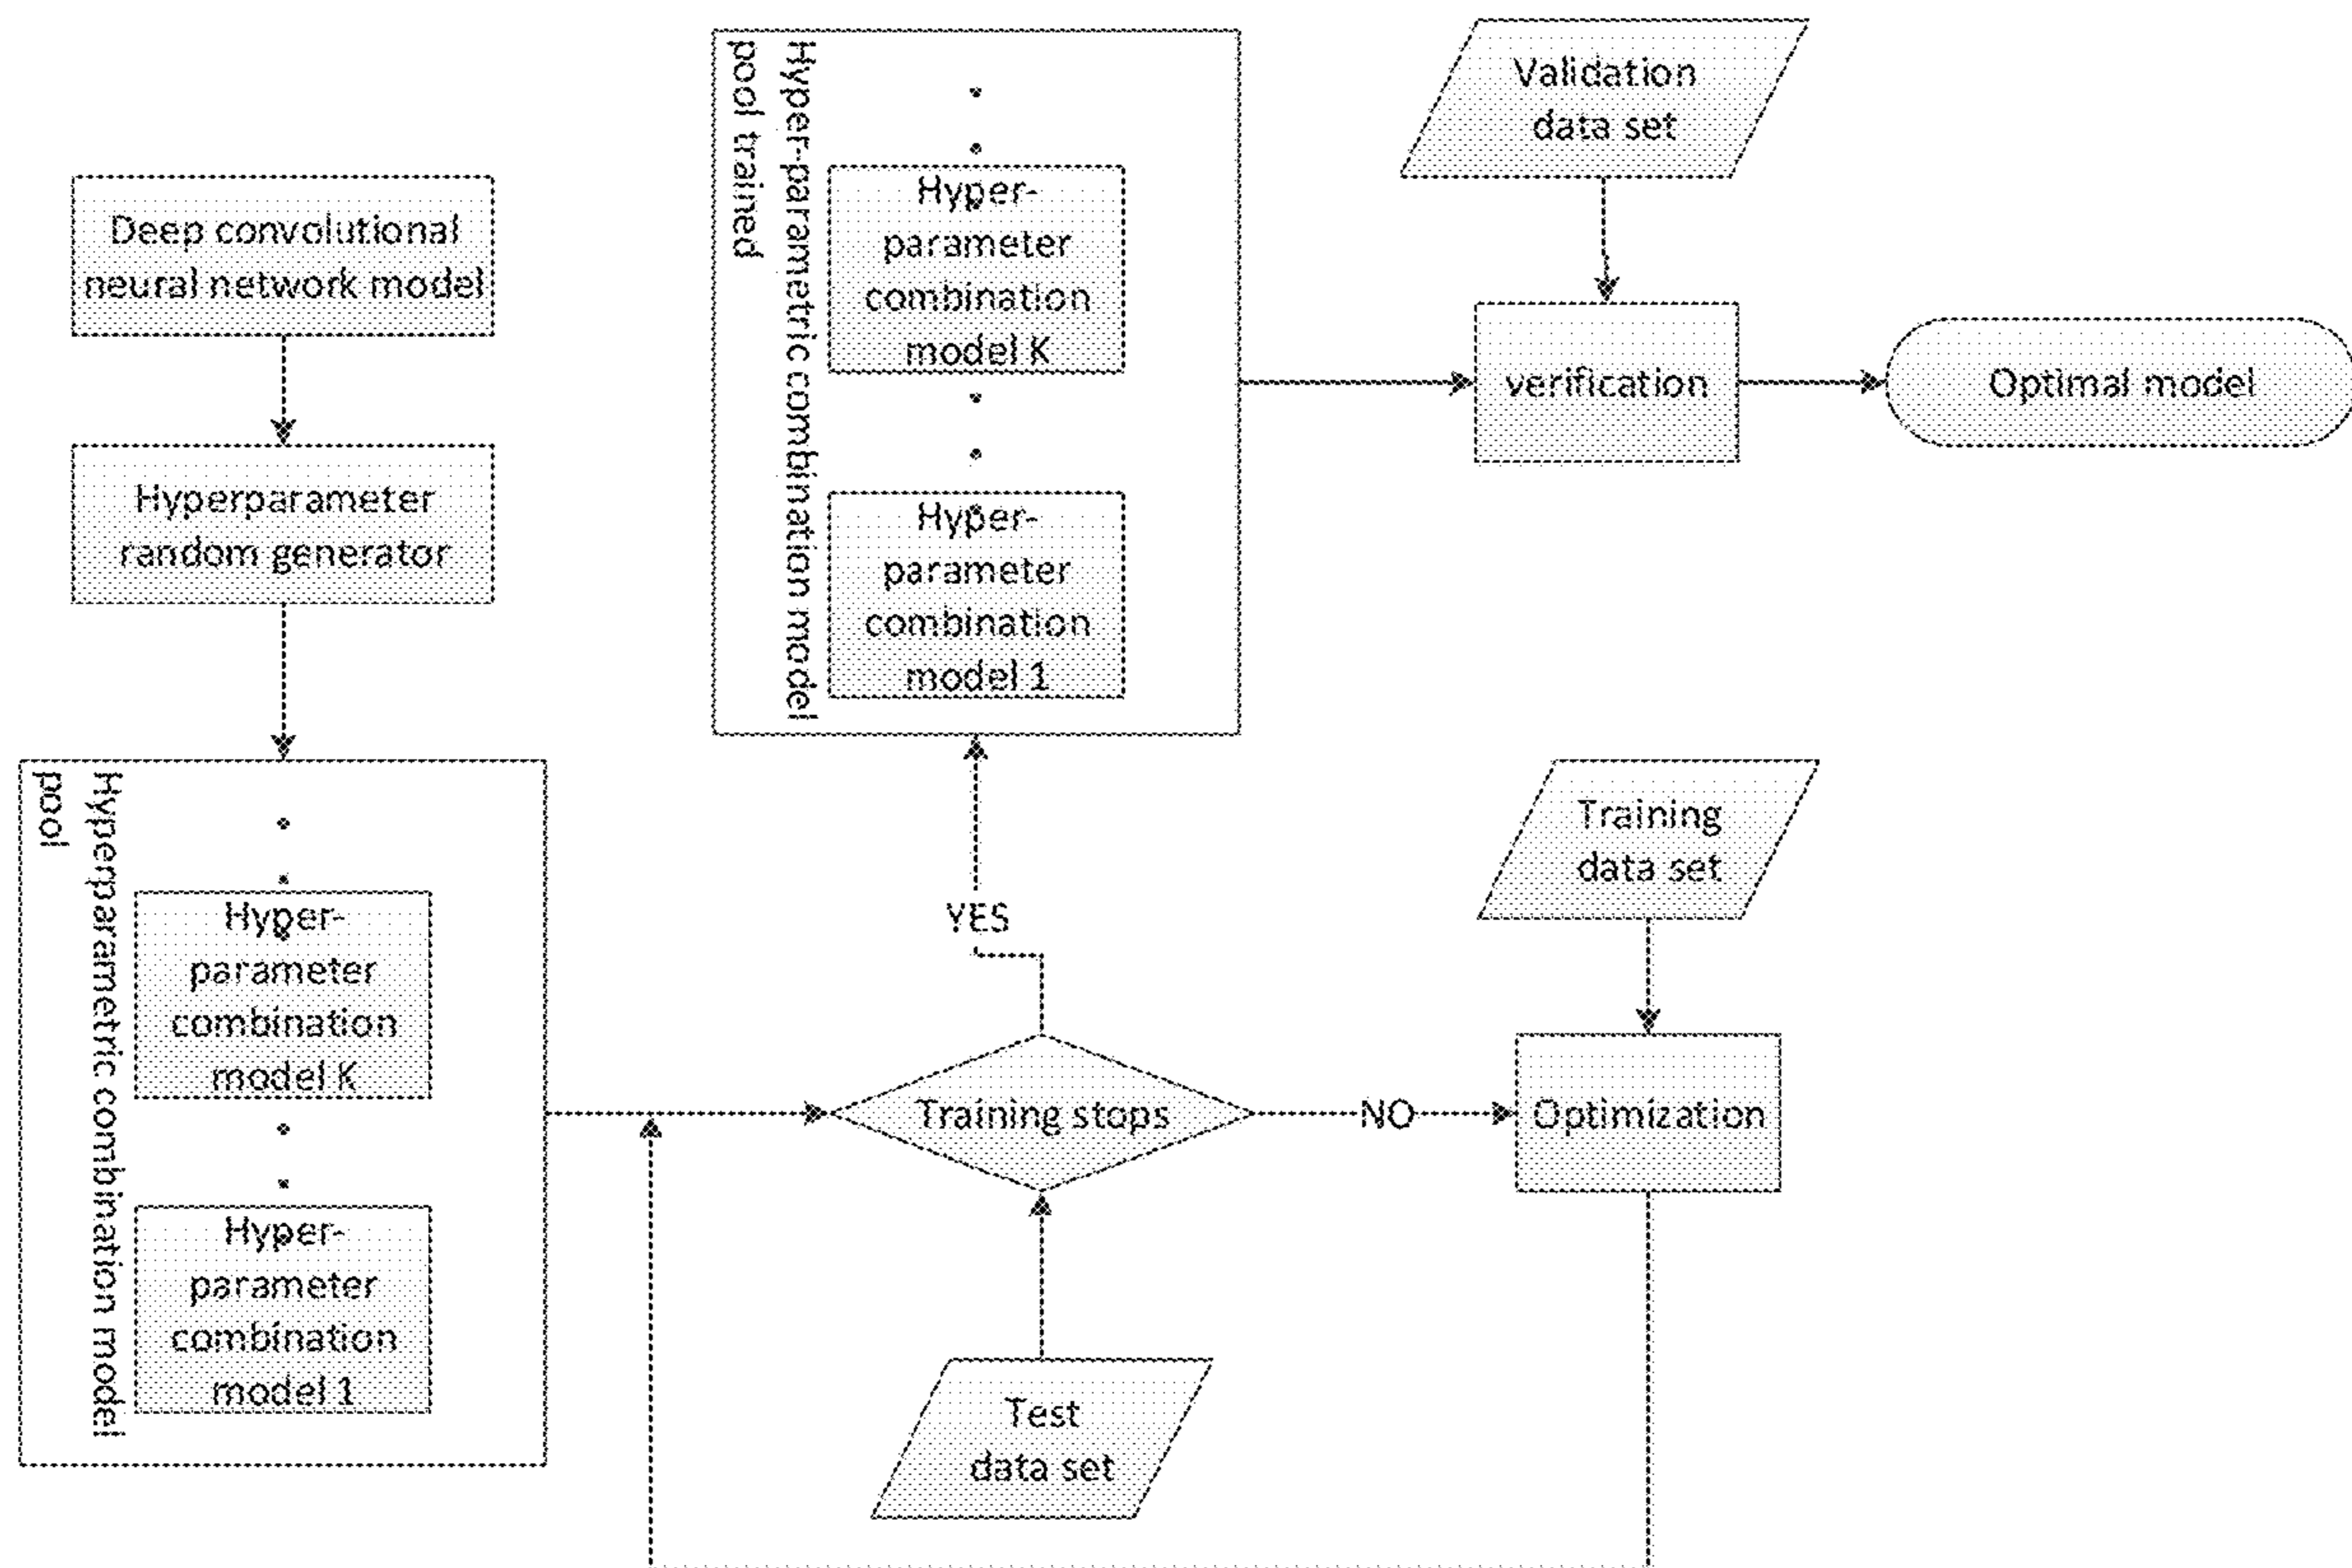 Deep convolutional
neural network model
Hyperparameter
random generator
Hyperparametric combination model
pool
Hyper-
parameter
combination
model K
Hyper-
parameter
combination
model 1
Hyper-parametric combination model
pool trained
Hyper-
parameter
combination
model K
Hyper-
parameter
combination
model 1
YES
Training stops
NO
Test
data set
Training
data set
Optimization
Validation
data set
verification
Optimal model